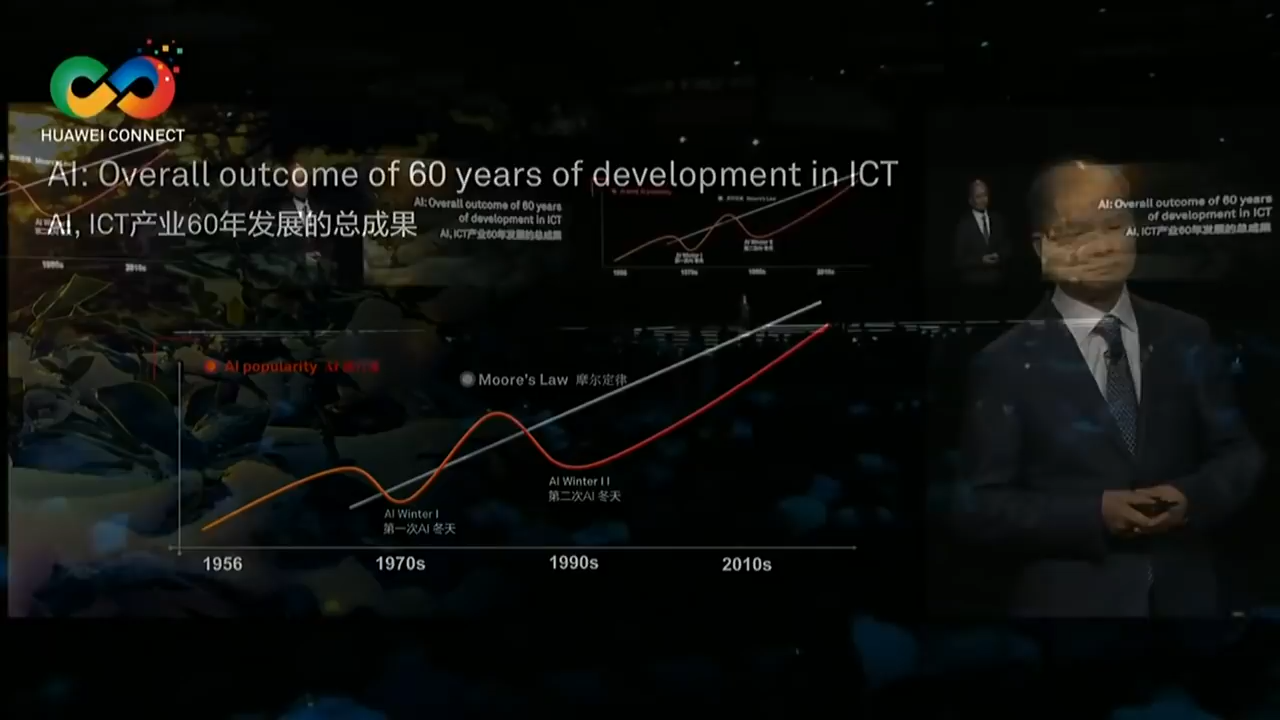 HUAWEI CONNECT
AI: Overall outcome of 60 years of development in ICT
AI, ICT产业60年发展的总成果
AI: Overall outcome of 60 years
of development in ICT
AI, ICT产业60年发展的总成果
AI: Overall outcome of 60 years
of development in ICT
AI, ICT产业60年发展的总成果
AI popularity
Moore's Law 摩尔定律
AI Winter I
第一次AI 冬天
AI Winter II
第二次AI 冬天
1956
1970s
1990s
2010s